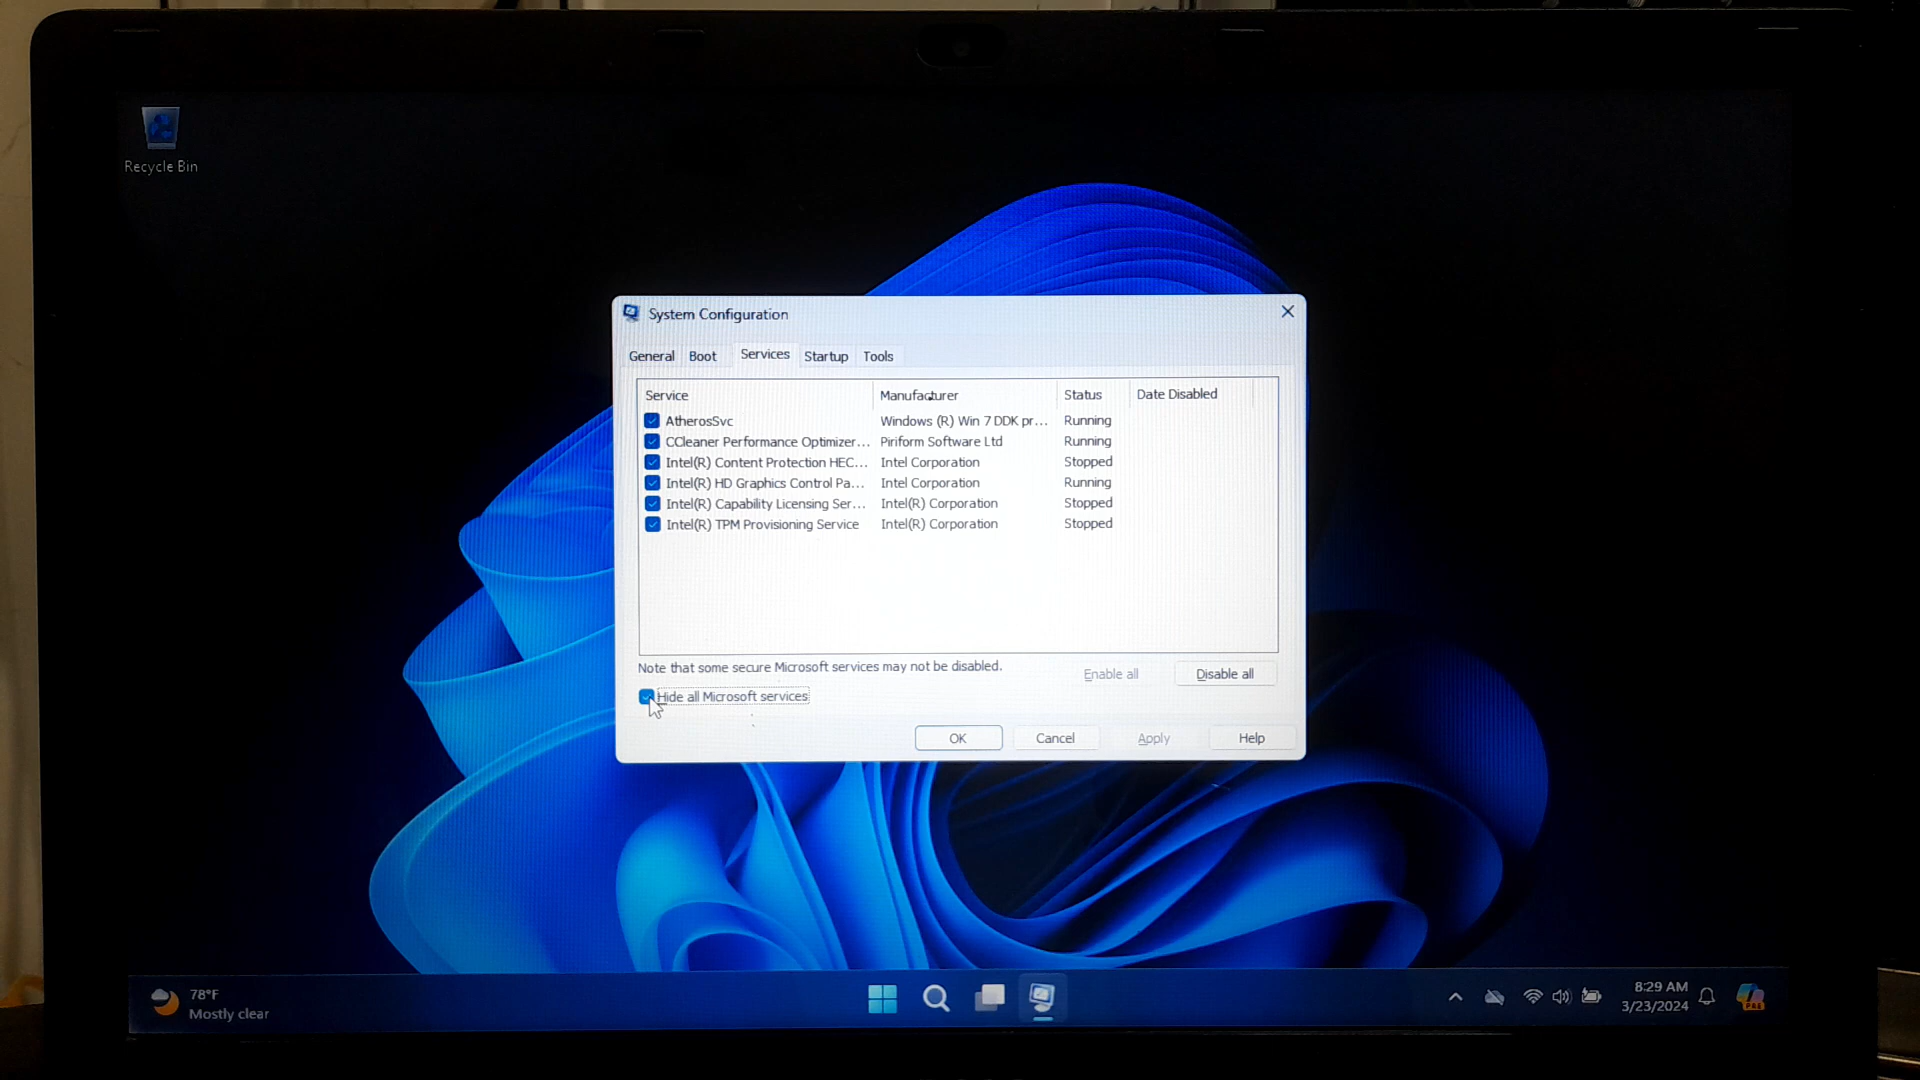 Recycle Bin
System Configuration
General Boot Services Startup Tools
Service Manufacturer Status Date Disabled
AtherosSvc Windows (R) Win 7 DDK pr... Running
CCleaner Performance Optimizer... Piriform Software Ltd Running
Intel(R) Content Protection HEC... Intel Corporation Stopped
Intel(R) HD Graphics Control Pa... Intel Corporation Running
Intel(R) Capability Licensing Ser... Intel(R) Corporation Stopped
Intel(R) TPM Provisioning Service Intel(R) Corporation Stopped
Note that some secure Microsoft services may not be disabled.
Enable all Disable all
Hide all Microsoft services
OK Cancel Apply Help
78°F
Mostly clear
8:29 AM
3/23/2024
PRE